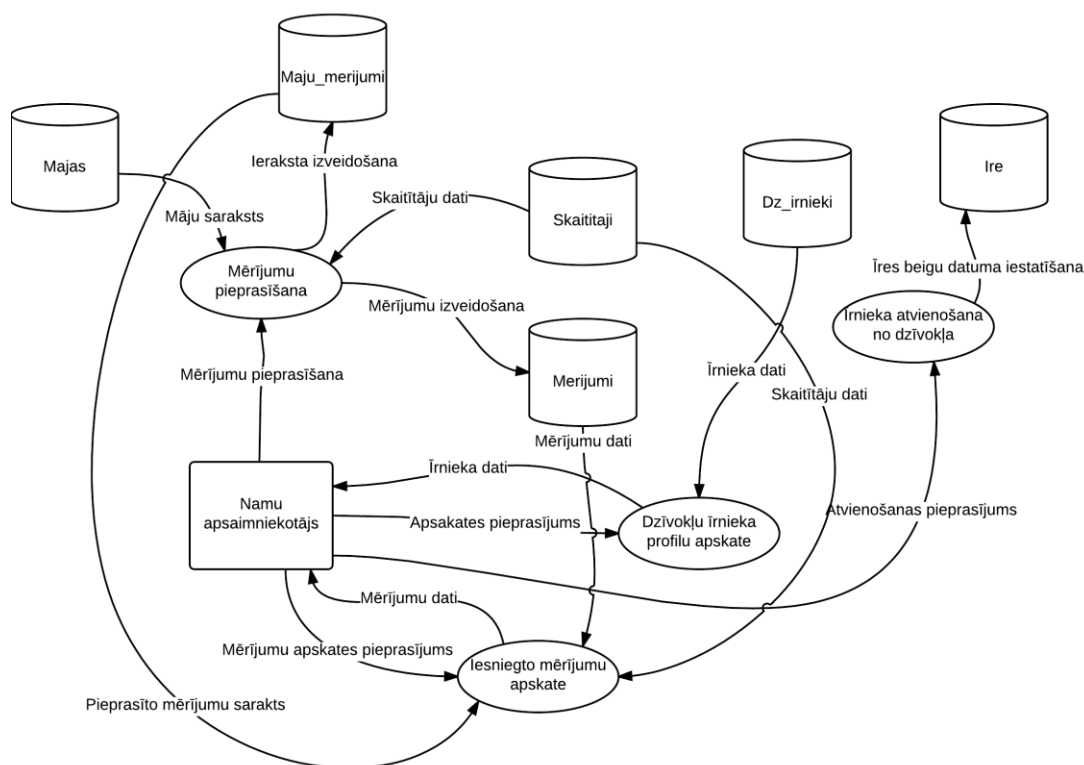 Maju_merijumi
Majas
Ieraksta izveidošana
Ire
Skaititaji
Dz_irnieki
Skaitītāju dati
Māju saraksts
Mērījumu
pieprasīšana
Īres beigu datuma iestatīšana
Mērījumu izveidošana
Īrnieka atvienošana
no dzīvokļa
Mērījumu pieprasīšana
Merijumi
Īrnieka dati
Skaitītāju dati
Mērījumu dati
Īrnieka dati
Namu
apsaimniekotājs
Apsakates pieprasījums
Dzīvokļu īrnieka
profilu apskate
Atvienošanas pieprasījums
Mērījumu dati
Mērījumu apskates pieprasījums
Iesniegto mērījumu
apskate
Pieprasīto mērījumu sarakts